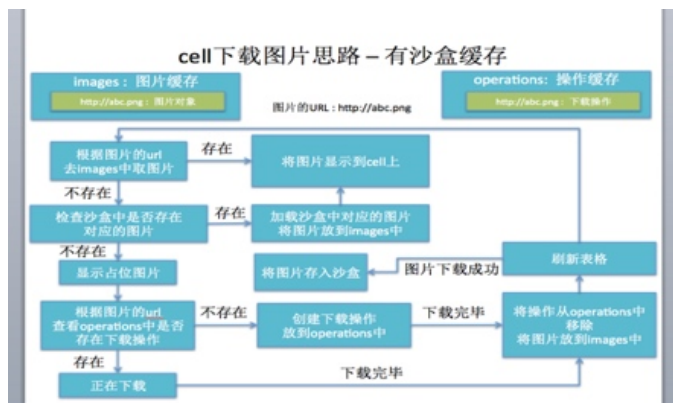 cell下载图片思路 – 有沙盒缓存
images : 图片缓存
http://abc.png : 图片对象
operations: 操作缓存
http://abc.png : 下载操作
图片的URL : http://abc.png
根据图片的url
去images中取图片
存在
将图片显示到cell上
不存在
检查沙盒中是否存在
对应的图片
存在
加载沙盒中对应的图片
将图片放到images中
不存在
显示占位图片
将图片存入沙盒
图片下载成功
刷新表格
根据图片的url
查看operations中是否
存在下载操作
不存在
创建下载操作
放到operations中
下载完毕
将操作从operations中
移除
将图片放到images中
存在
正在下载
下载完毕